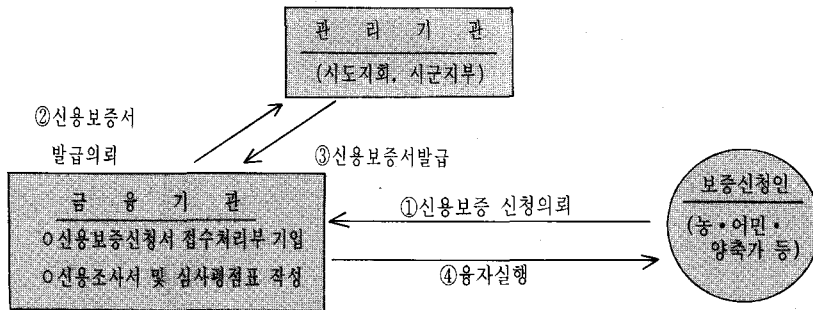 관 리 기 관
(시도지회, 시군지부)
②신용보증서
발급의뢰
③신용보증서발급
금 융 기 관
○신용보증신청서 접수처리부 기입
○신용조사서 및 심사평점표 작성
①신용보증 신청의뢰
④융자실행
보증신청인
(농・어민・
양축가 등)